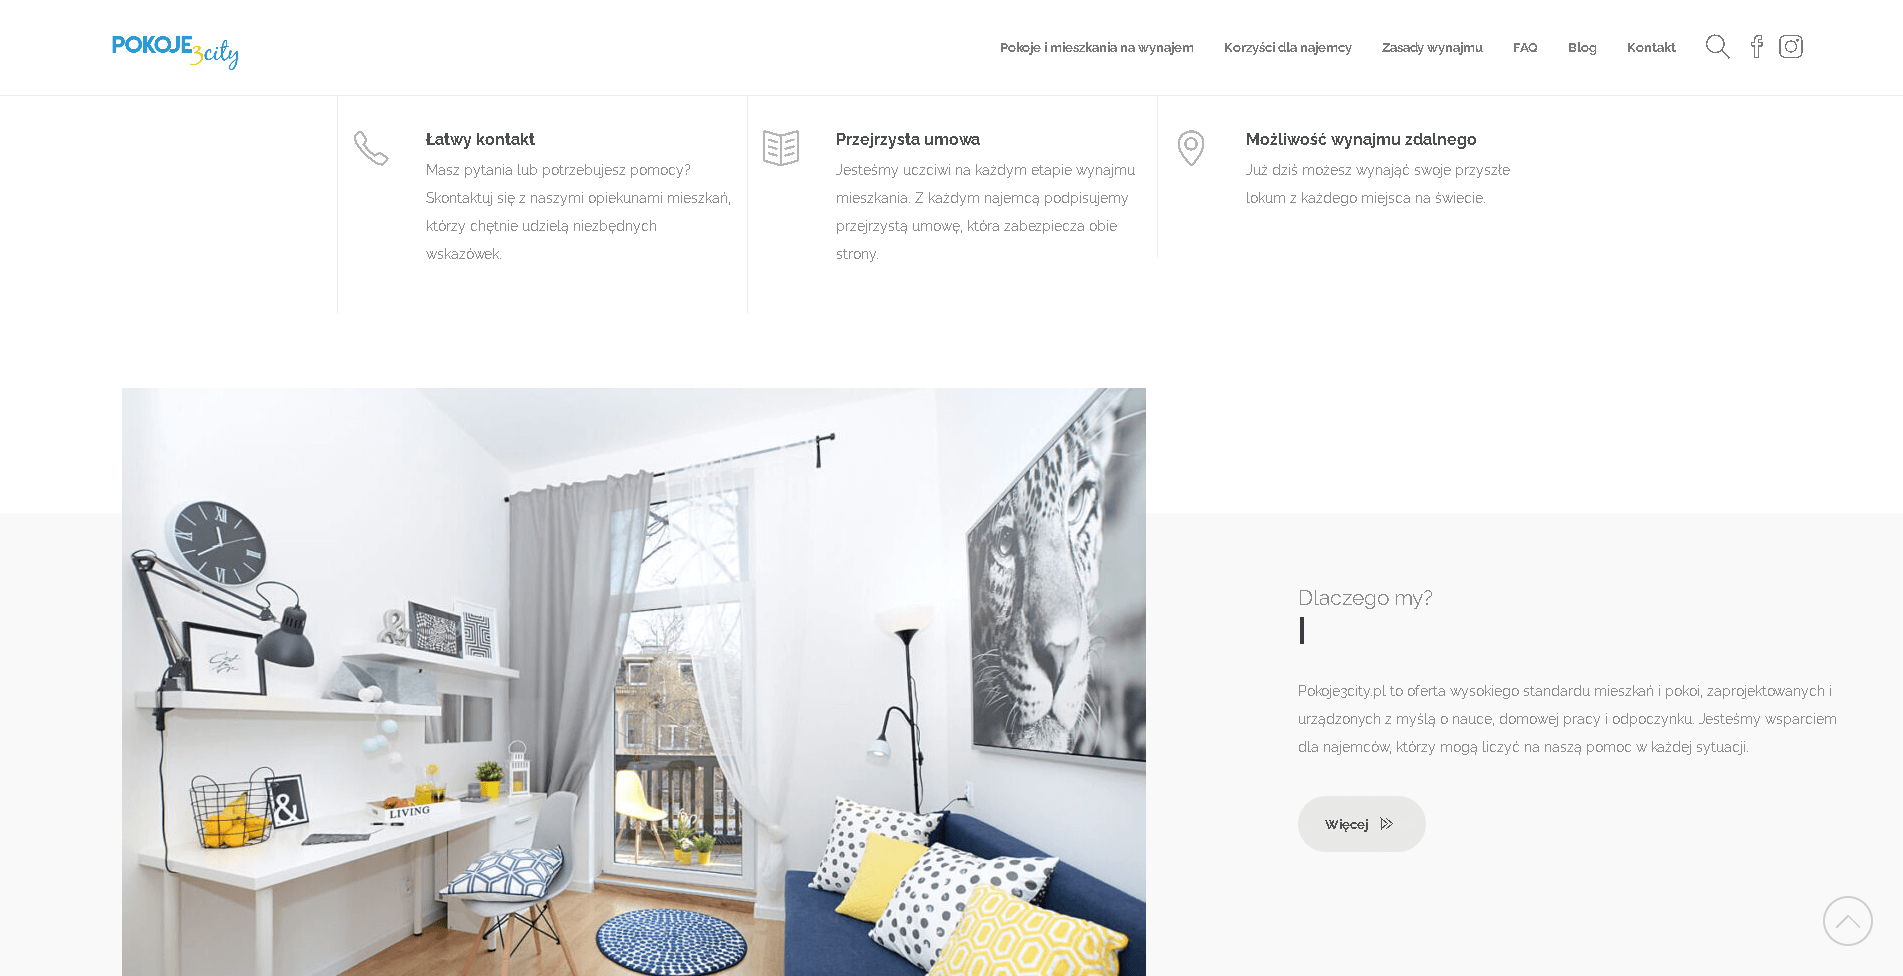 POKOJE3city
Pokoje i mieszkania na wynajem
Korzyści dla najemcy
Zasady wynajmu
FAQ
Blog
Kontakt
Łatwy kontakt
Masz pytania lub potrzebujesz pomocy?
Skontaktuj się z naszymi opiekunami mieszkań,
którzy chętnie udzielą niezbędnych
wskazówek.
Przejrzysta umowa
Jesteśmy uczciwi na każdym etapie wynajmu
mieszkania. Z każdym najemcą podpisujemy
przejrzystą umowę, która zabezpiecza obie
strony.
Możliwość wynajmu zdalnego
Już dziś możesz wynająć swoje przyszłe
lokum z każdego miejsca na świecie.
XII
III
VI
IX
&
&
LIVING
Dlaczego my?
Pokoje3city.pl to oferta wysokiego standardu mieszkań i pokoi, zaprojektowanych i
urządzonych z myślą o nauce, domowej pracy i odpoczynku. Jesteśmy wsparciem
dla najemców, którzy mogą liczyć na naszą pomoc w każdej sytuacji.
Więcej